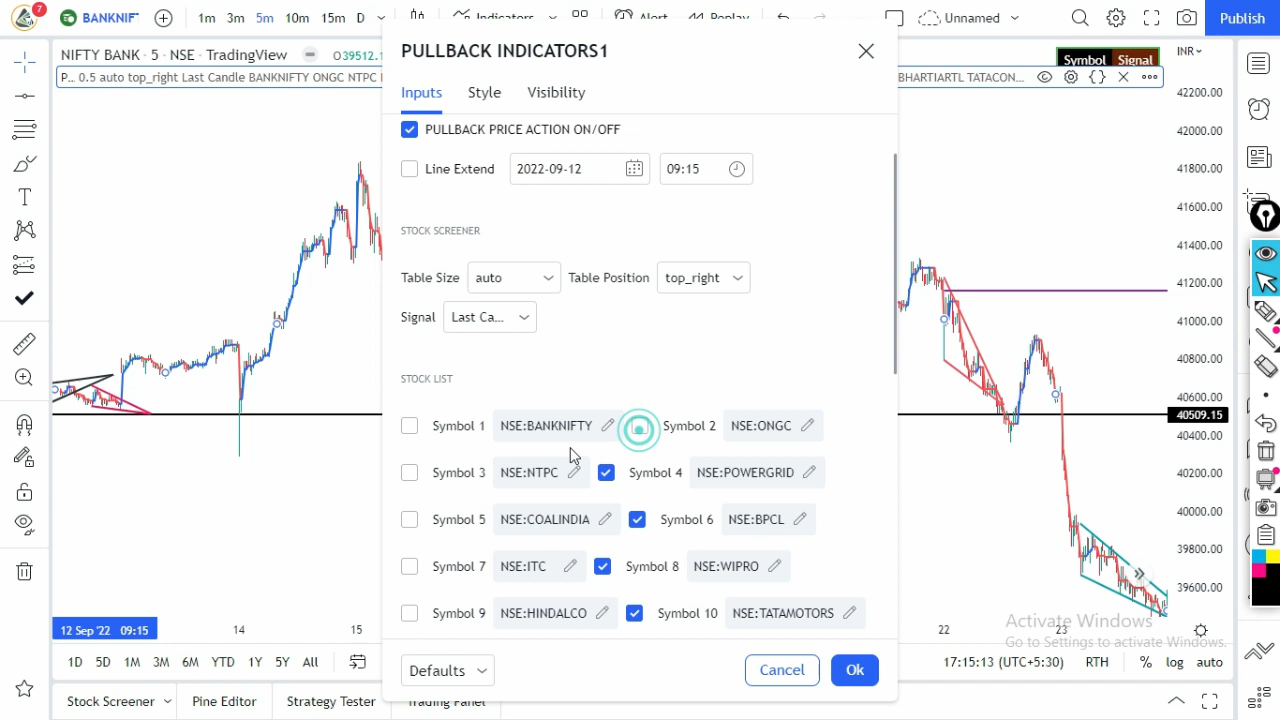 7
BANKNIF
1m 3m 5m 10m 15m D
Indicators
Alert
Replay
Unnamed
Publish
NIFTY BANK · 5 · NSE · TradingView
O39512.1
P... 0.5 auto top_right Last Candle BANKNIFTY ONGC NTPC
BHARTIARTL TATACON...
Symbol Signal
INR
PULLBACK INDICATORS1
Inputs Style Visibility
PULLBACK PRICE ACTION ON/OFF
Line Extend 2022-09-12 09:15
STOCK SCREENER
Table Size auto Table Position top_right
Signal Last Ca...
STOCK LIST
Symbol 1 NSE:BANKNIFTY Symbol 2 NSE:ONGC
Symbol 3 NSE:NTPC Symbol 4 NSE:POWERGRID
Symbol 5 NSE:COALINDIA Symbol 6 NSE:BPCL
Symbol 7 NSE:ITC Symbol 8 NSE:WIPRO
Symbol 9 NSE:HINDALCO Symbol 10 NSE:TATAMOTORS
Defaults Cancel Ok
42200.00
42000.00
41800.00
41600.00
41400.00
41200.00
41000.00
40800.00
40600.00
40509.15
40400.00
40200.00
40000.00
39800.00
39600.00
12 Sep '22 09:15 14 15 22 23
Activate Windows
Go to Settings to activate Windows.
1D 5D 1M 3M 6M YTD 1Y 5Y All
17:15:13 (UTC+5:30) RTH % log auto
Stock Screener Pine Editor Strategy Tester Trading Panel